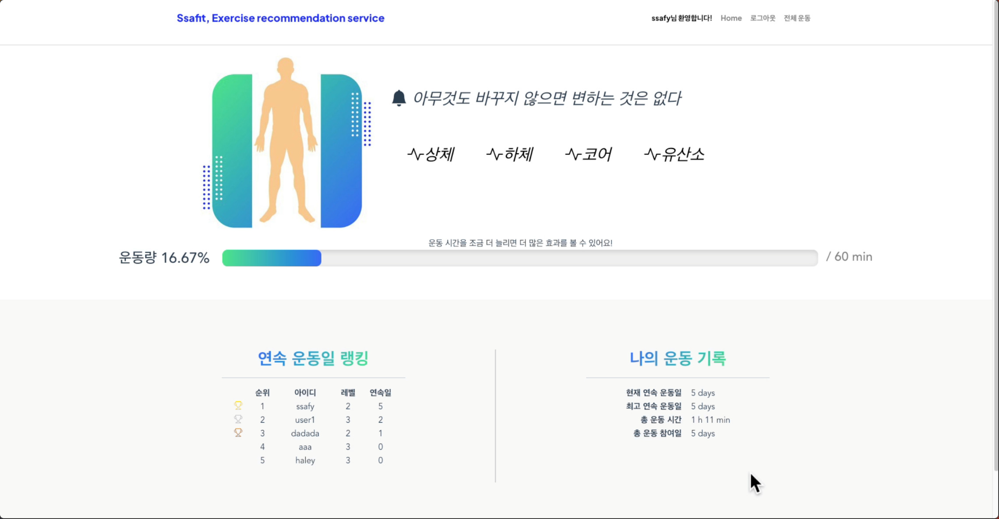 Ssafit, Exercise recommendation service
ssafy님 환영합니다! Home 로그아웃 전체 운동
아무것도 바꾸지 않으면 변하는 것은 없다
상체 하체 코어 유산소
운동 시간을 조금 더 늘리면 더 많은 효과를 볼 수 있어요!
운동량 16.67% / 60 min
연속 운동일 랭킹
순위 아이디 레벨 연속일
1 ssafy 2 5
2 user1 3 2
3 dadada 2 1
4 aaa 3 0
5 haley 3 0
나의 운동 기록
현재 연속 운동일 5 days
최고 연속 운동일 5 days
총 운동 시간 1 h 11 min
총 운동 참여일 5 days